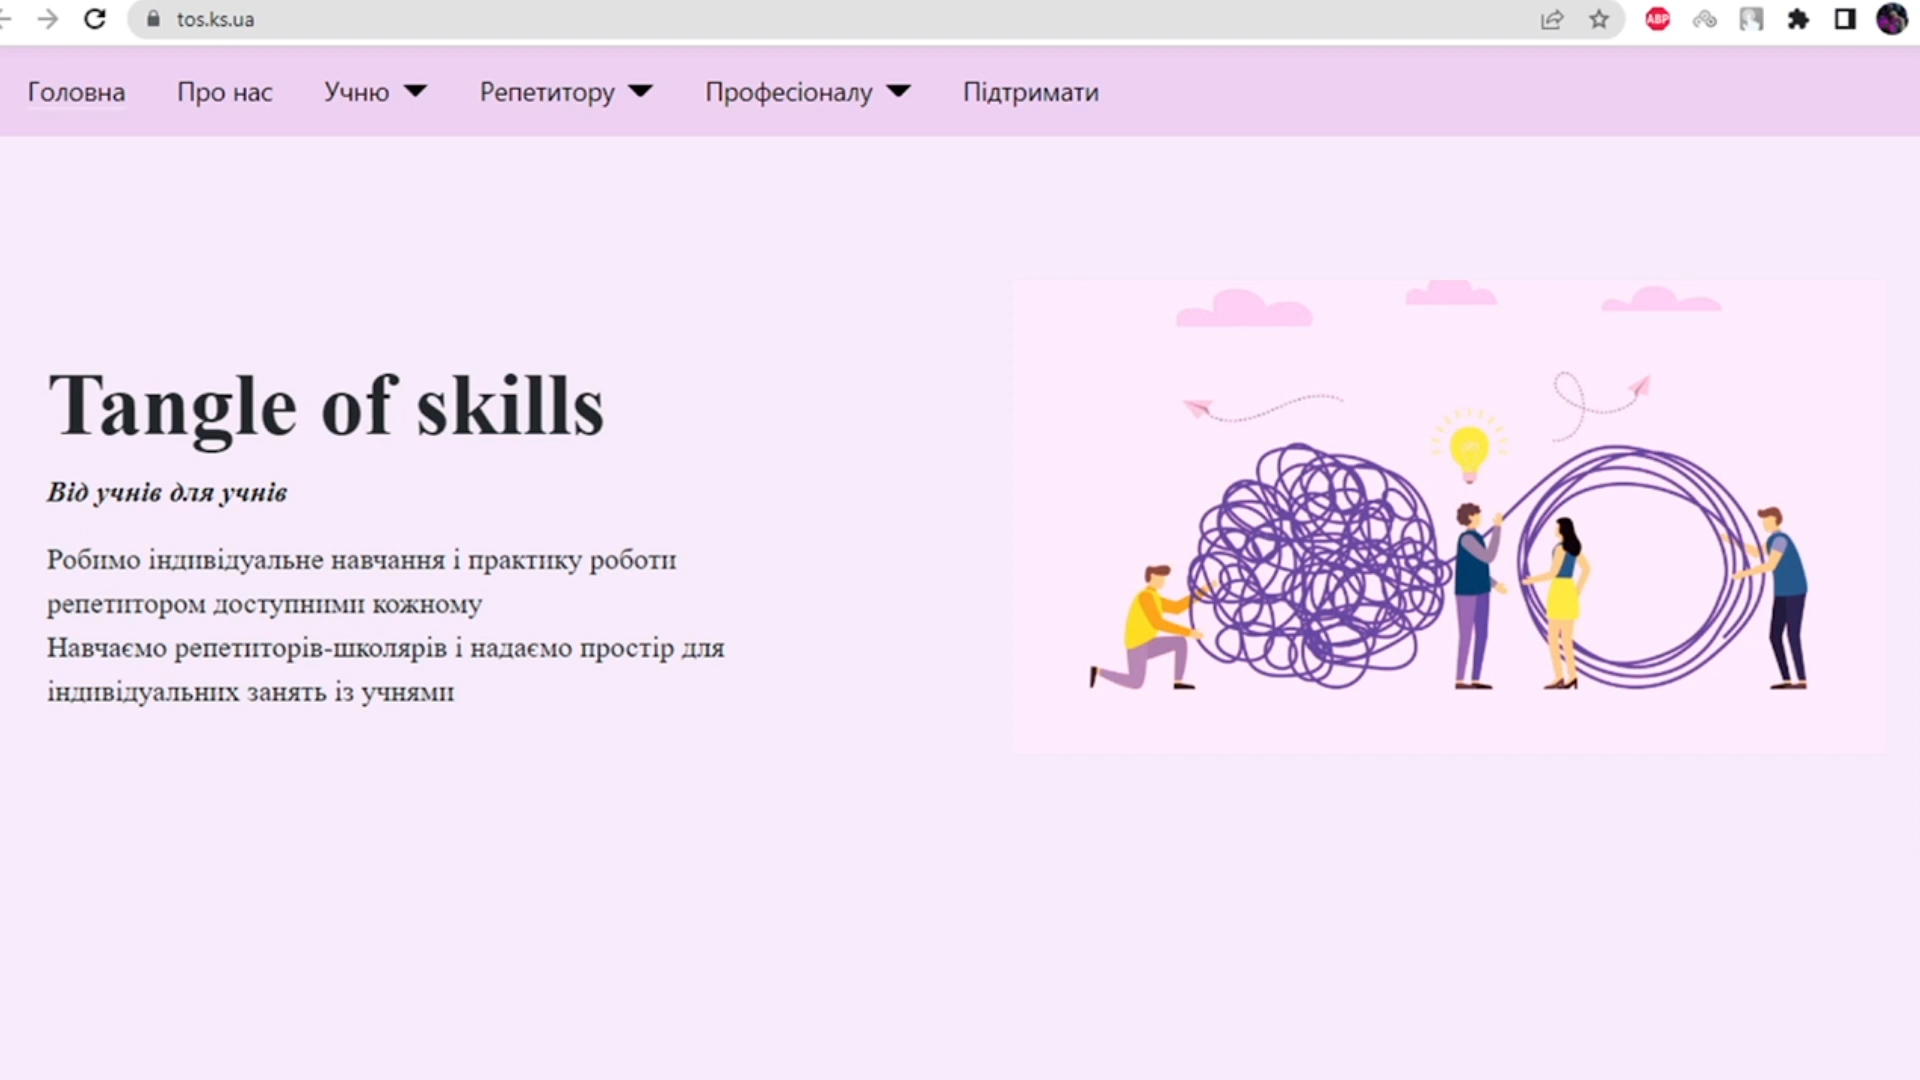 tos.ks.ua
ABP
Головна Про нас Учню Репетитору Професіоналу Підтримати
Tangle of skills
Від учнів для учнів
Робимо індивідуальне навчання і практику роботи
репетитором доступними кожному
Навчаємо репетиторів-школярів і надаємо простір для
індивідуальних занять із учнями